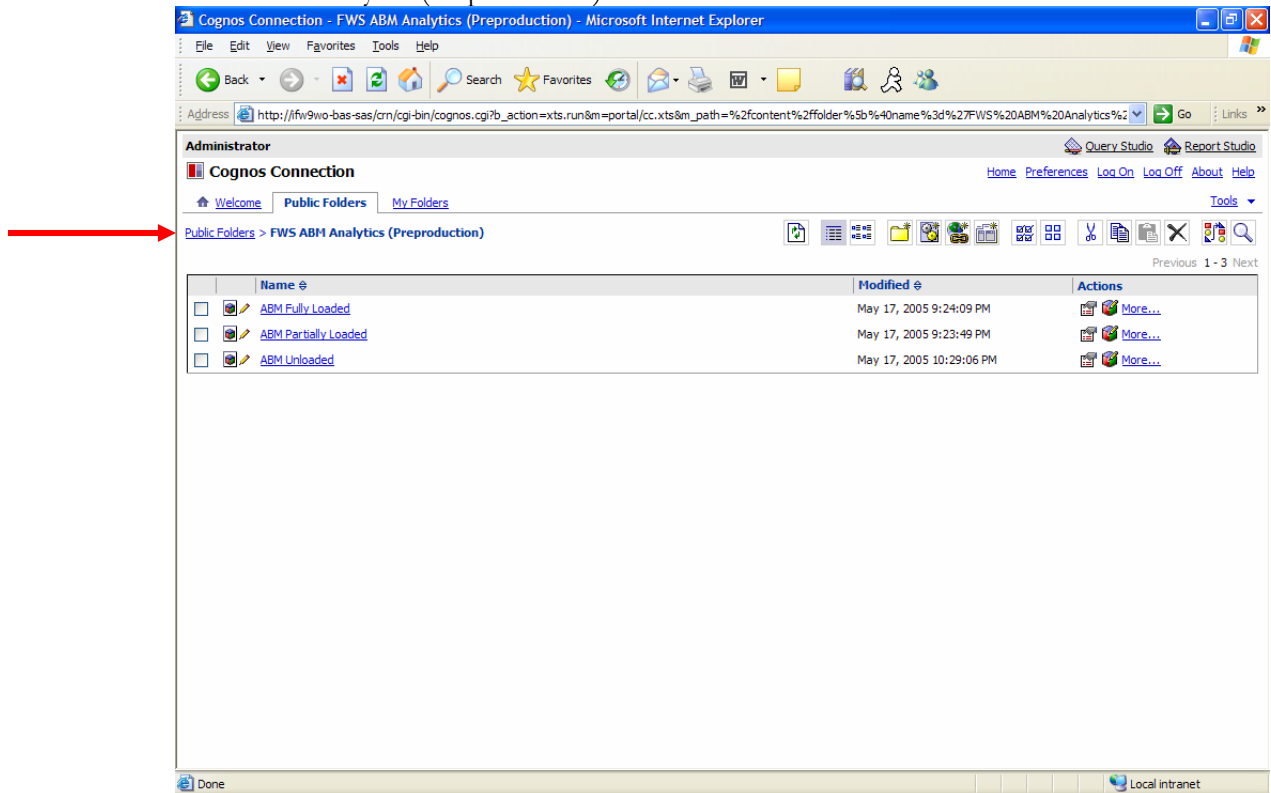 Cognos Connection - FWS ABM Analytics (Preproduction) - Microsoft Internet Explorer
File Edit View Favorites Tools Help
Back Search Favorites
Address http://ifw9wo-bas-sas/crn/cgi-bin/cognos.cgi?b_action=xts.run&m=portal/cc.xts&m_path=%2fcontent%2ffolder%5b%40name%3d%27FWS%20ABM%20Analytics%2 Go Links »
Administrator Query Studio Report Studio
Cognos Connection Home Preferences Log On Log Off About Help
Welcome Public Folders My Folders Tools
Public Folders > FWS ABM Analytics (Preproduction)
Previous 1 - 3 Next
Name Modified Actions
ABM Fully Loaded May 17, 2005 9:24:09 PM More...
ABM Partially Loaded May 17, 2005 9:23:49 PM More...
ABM Unloaded May 17, 2005 10:29:06 PM More...
Done Local intranet